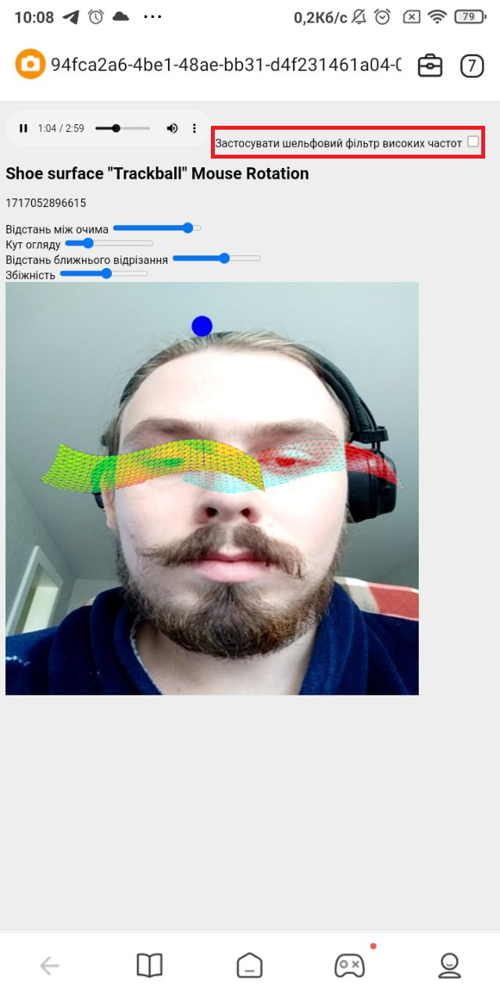 10:08
0,2Кб/с
79
94fca2a6-4be1-48ae-bb31-d4f231461a04-0
7
1:04 / 2:59
Застосувати шельфовий фільтр високих частот
Shoe surface "Trackball" Mouse Rotation
1717052896615
Відстань між очима
Кут огляду
Відстань ближнього відрізання
Збіжність